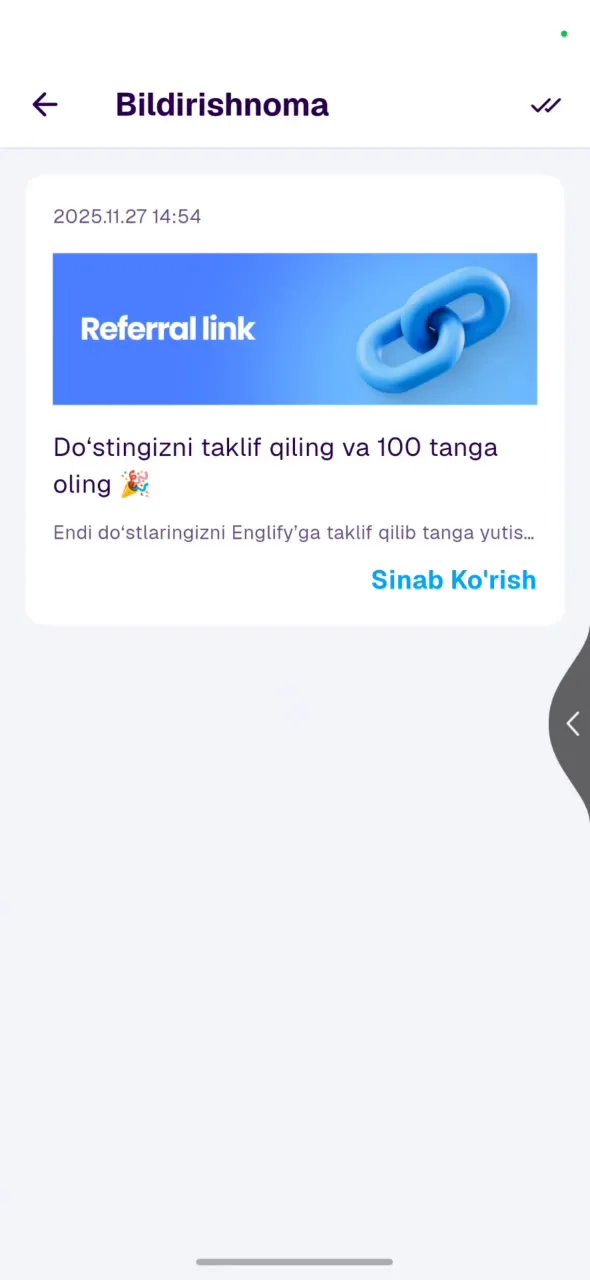 Bildirishnoma
2025.11.27 14:54
Referral link
Do‘stingizni taklif qiling va 100 tanga
oling 🎉
Endi do‘stlaringizni Englify’ga taklif qilib tanga yutis…
Sinab Ko'rish